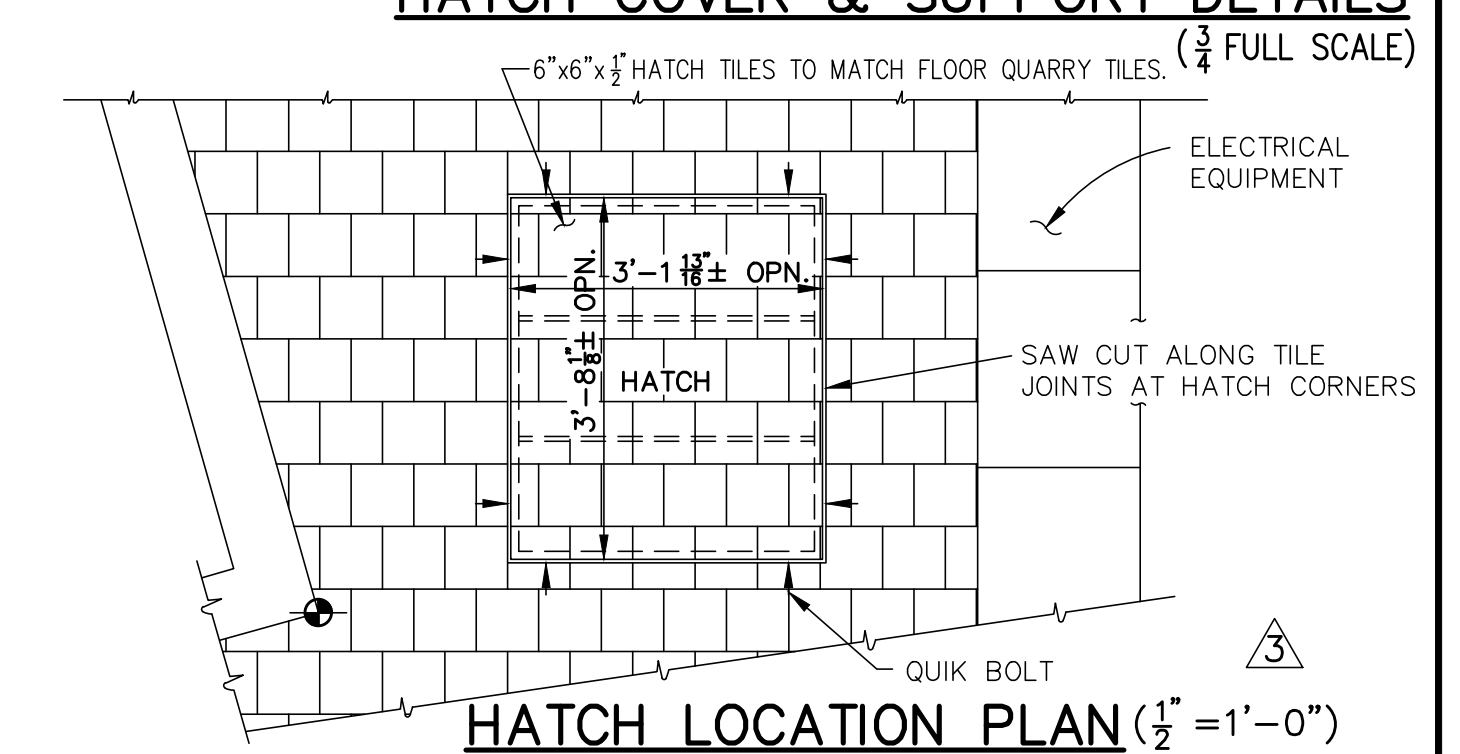 HATCH COVER & SUPPORT DETAILS
(3/4 FULL SCALE)
6"x6"x1/2" HATCH TILES TO MATCH FLOOR QUARRY TILES.
ELECTRICAL
EQUIPMENT
3'-1 13/16"± OPN.
3'-8 1/8"± OPN.
HATCH
SAW CUT ALONG TILE
JOINTS AT HATCH CORNERS
QUIK BOLT
3
HATCH LOCATION PLAN (1/2"=1'-0")